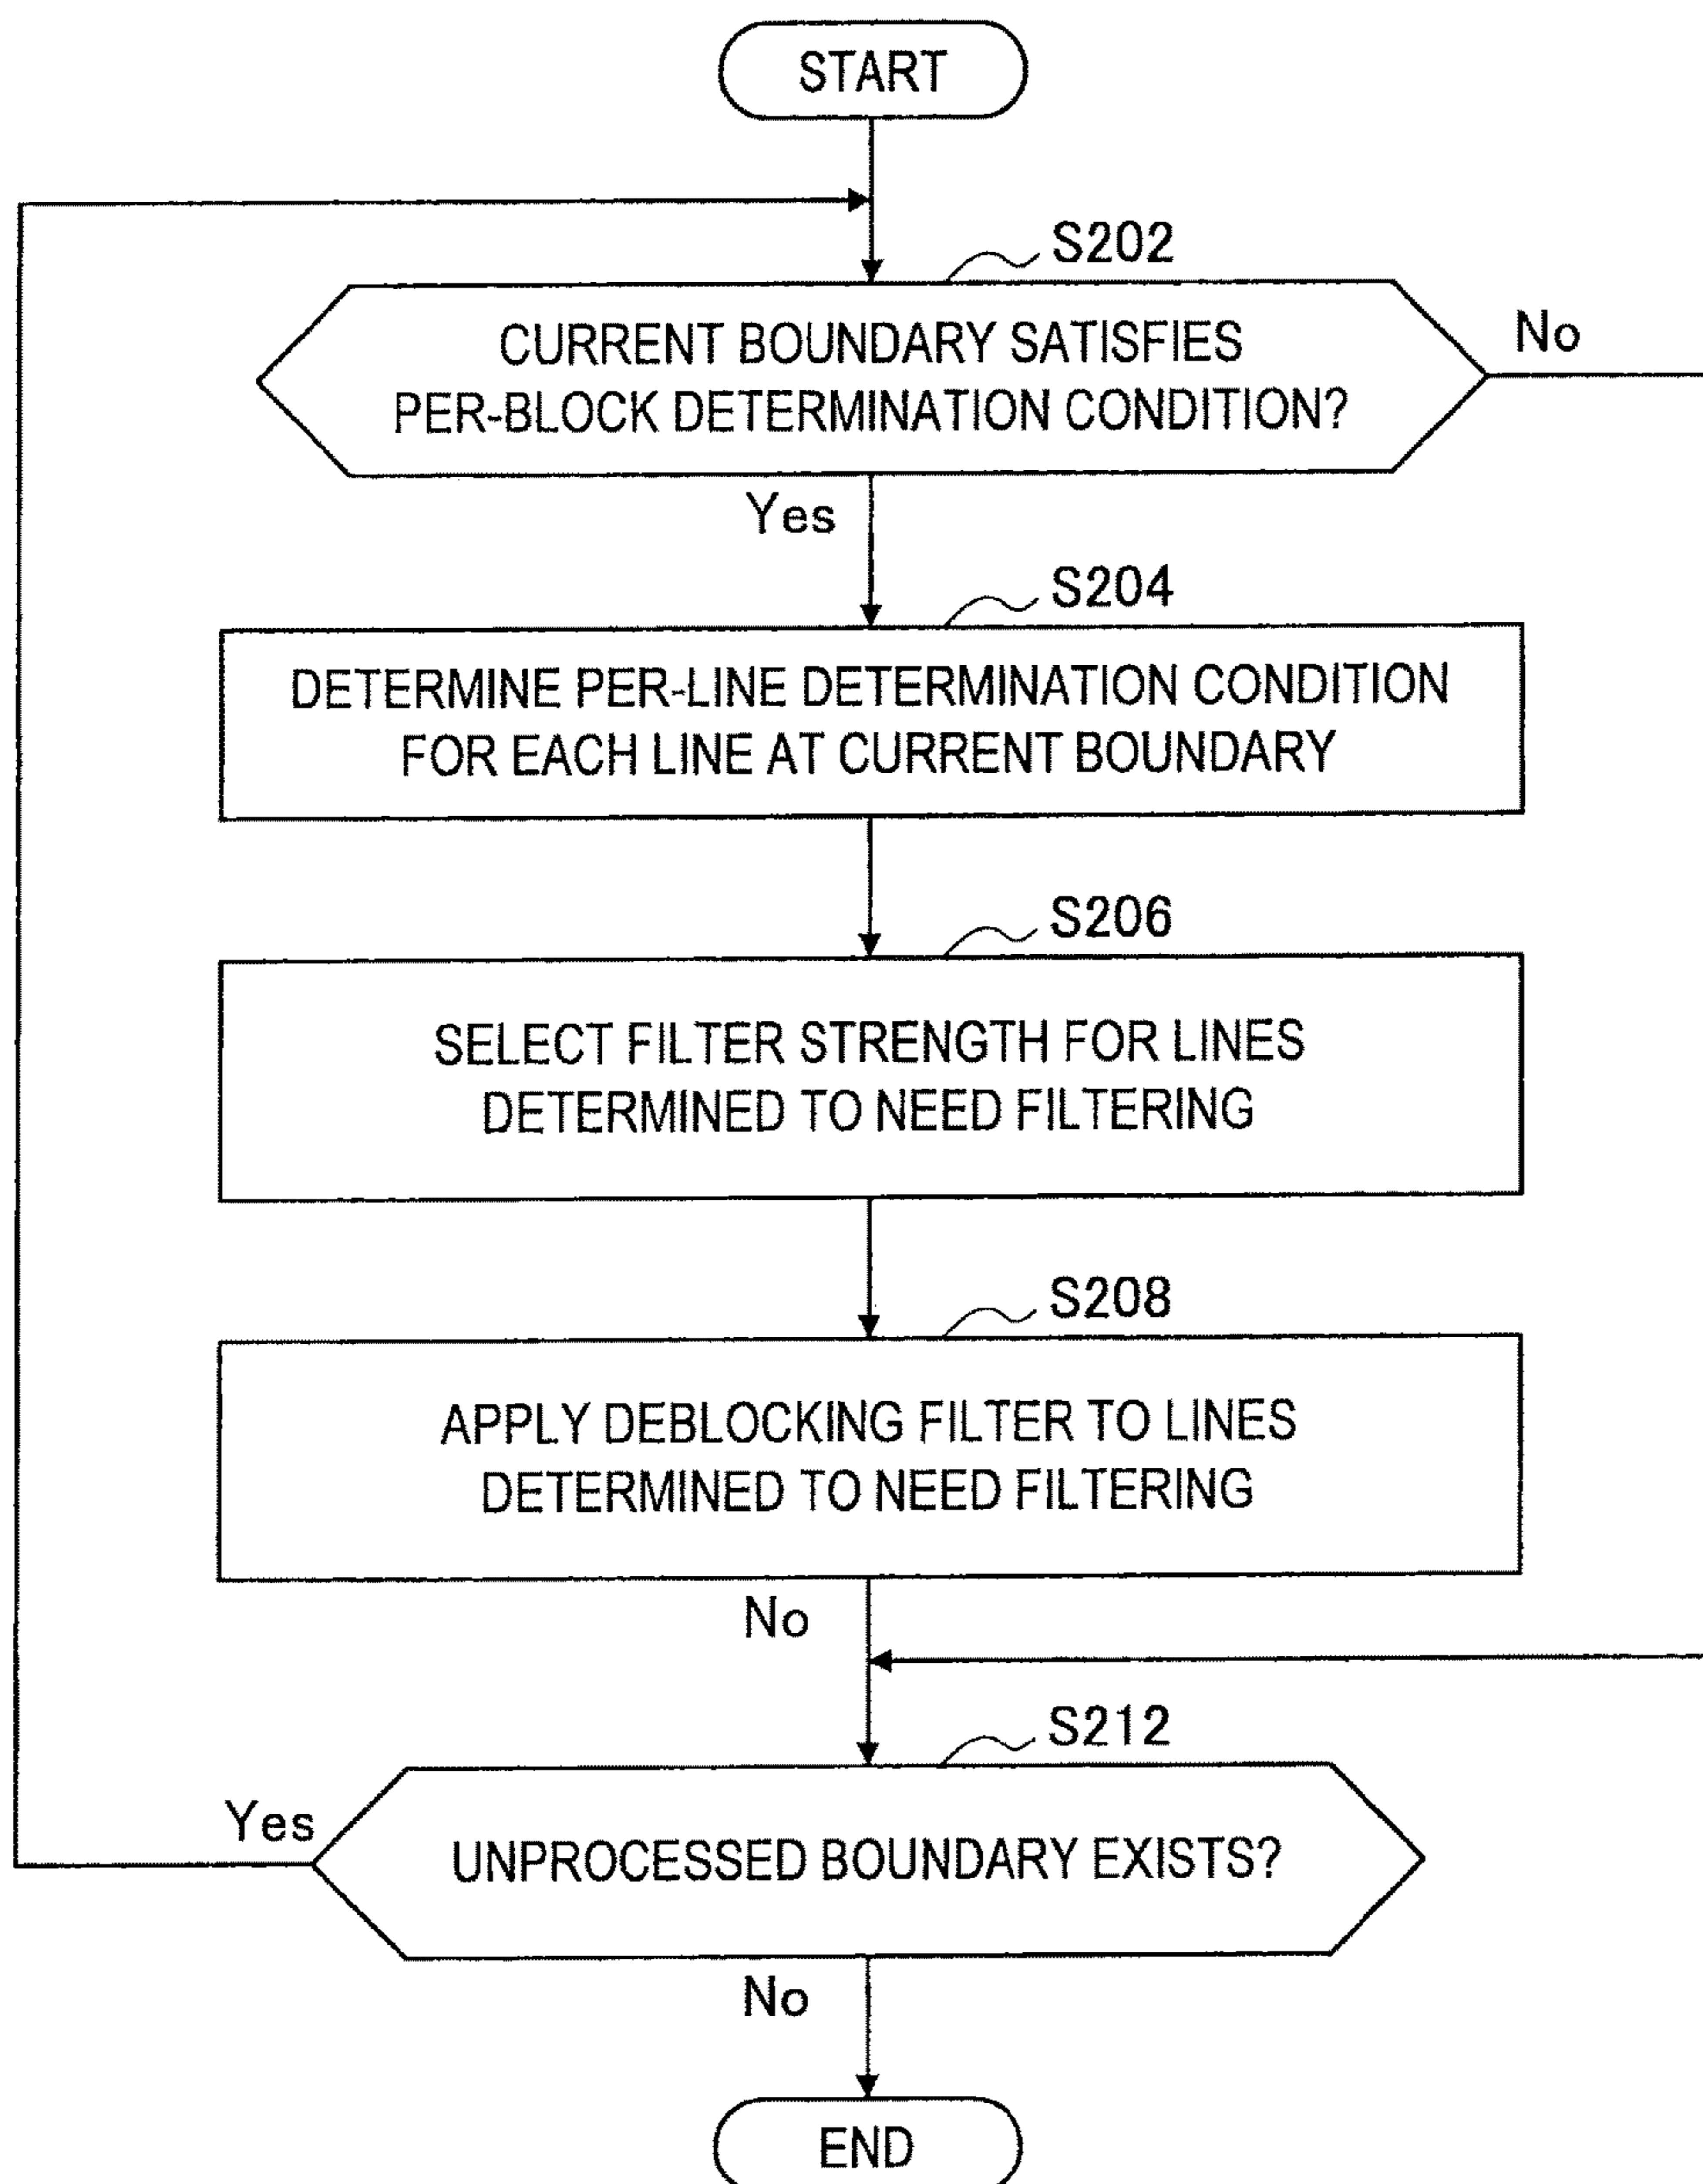 START
S202
CURRENT BOUNDARY SATISFIES
PER-BLOCK DETERMINATION CONDITION?
No
Yes
S204
DETERMINE PER-LINE DETERMINATION CONDITION
FOR EACH LINE AT CURRENT BOUNDARY
S206
SELECT FILTER STRENGTH FOR LINES
DETERMINED TO NEED FILTERING
S208
APPLY DEBLOCKING FILTER TO LINES
DETERMINED TO NEED FILTERING
No
S212
Yes
UNPROCESSED BOUNDARY EXISTS?
No
END